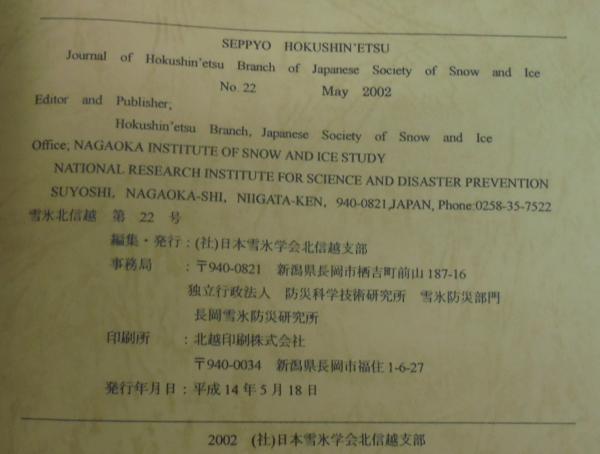 SEPPYO HOKUSHIN'ETSU
Journal of Hokushin'etsu Branch of Japanese Society of Snow and Ice
No. 22 May 2002
Editor and Publisher;
Hokushin'etsu Branch, Japanese Society of Snow and Ice
Office; NAGAOKA INSTITUTE OF SNOW AND ICE STUDY
NATIONAL RESEARCH INSTITUTE FOR SCIENCE AND DISASTER PREVENTION
SUYOSHI, NAGAOKA-SHI, NIIGATA-KEN, 940-0821,JAPAN, Phone:0258-35-7522
雪氷北信越 第 22 号
編集・発行:(社)日本雪氷学会北信越支部
事務局 :〒940-0821 新潟県長岡市栖吉町前山187-16
独立行政法人 防災科学技術研究所 雪氷防災部門
長岡雪氷防災研究所
印刷所 :北越印刷株式会社
〒940-0034 新潟県長岡市福住1-6-27
発行年月日:平成14年5月18日
2002 (社)日本雪氷学会北信越支部